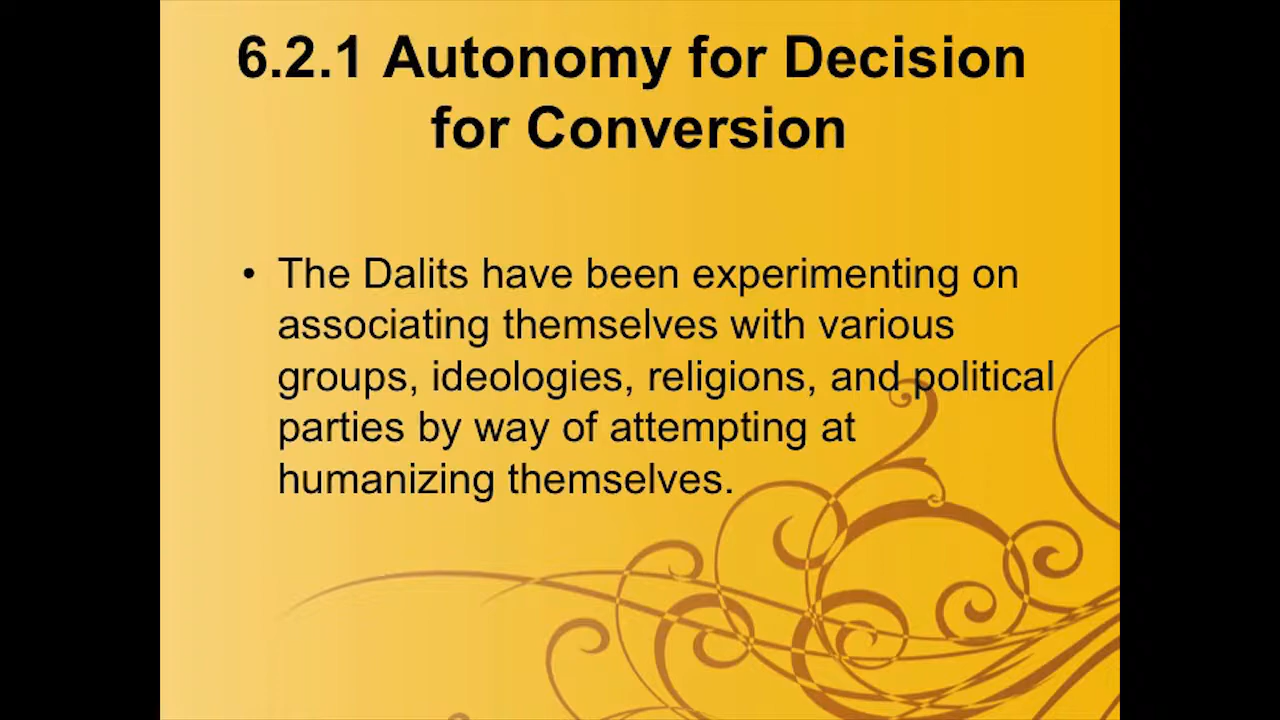 6.2.1 Autonomy for Decision
for Conversion
• The Dalits have been experimenting on
associating themselves with various
groups, ideologies, religions, and political
parties by way of attempting at
humanizing themselves.